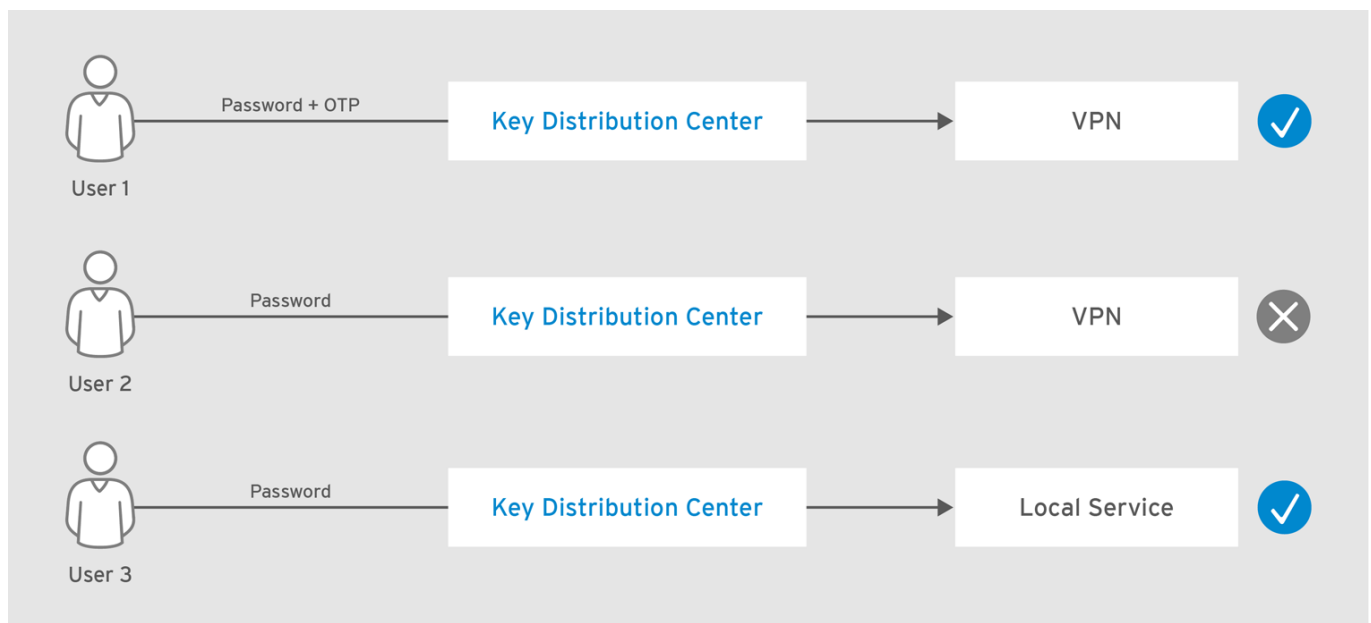 Password + OTP
Key Distribution Center
VPN
User 1
Password
Key Distribution Center
VPN
User 2
Password
Key Distribution Center
Local Service
User 3